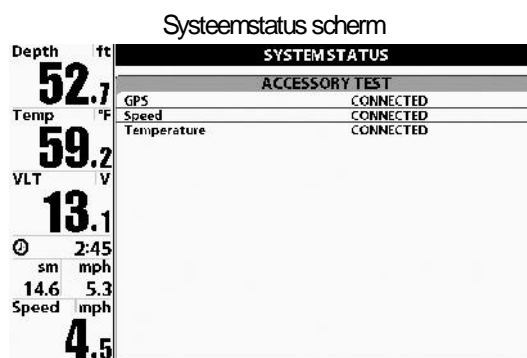 Systeemstatus scherm
Depth ft
52.7
Temp °F
59.2
VLT V
13.1
2:45
sm mph
14.6 5.3
Speed mph
4.5
SYSTEM STATUS
ACCESSORY TEST
GPS CONNECTED
Speed CONNECTED
Temperature CONNECTED